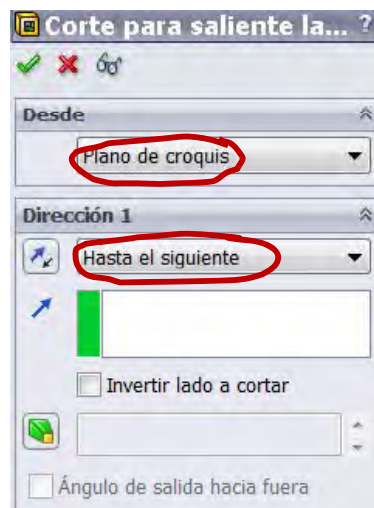 Corte para saliente la... ?
Desde
Plano de croquis
Dirección 1
Hasta el siguiente
Invertir lado a cortar
Ángulo de salida hacia fuera